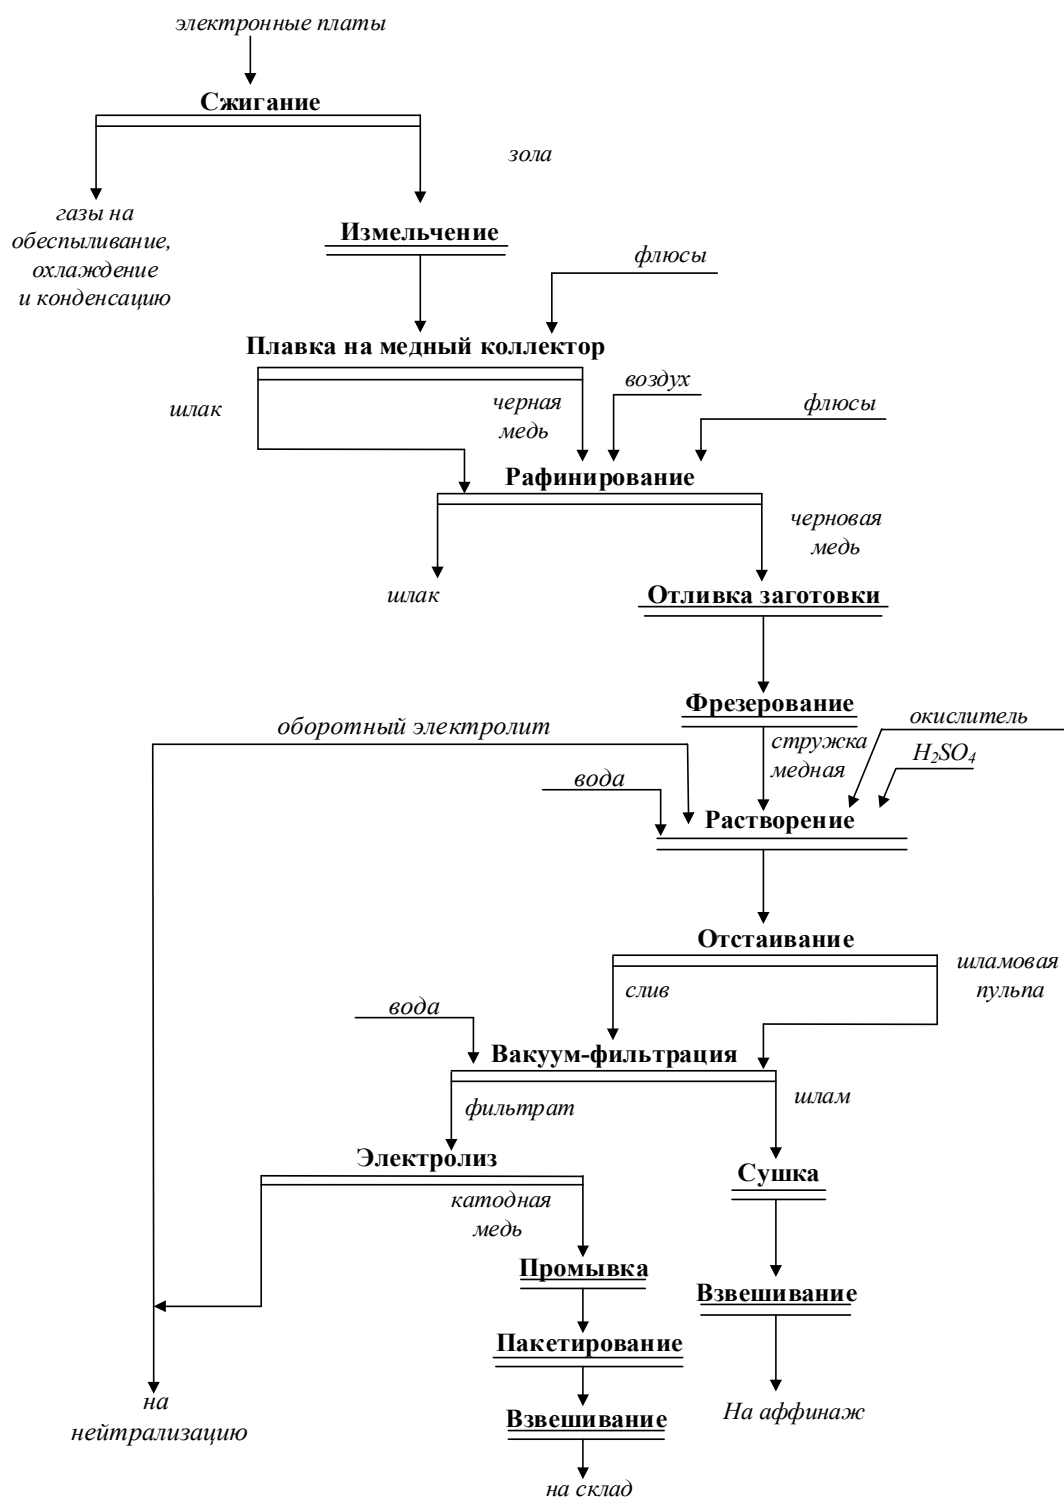 электронные платы
Сжигание
зола
газы на
обеспыливание,
охлаждение
и конденсацию
Измельчение
флюсы
Плавка на медный коллектор
шлак
черная
медь
воздух
флюсы
Рафинирование
черновая
медь
шлак
Отливка заготовки
Фрезерование
оборотный электролит
стружка
медная
окислитель
H₂SO₄
вода
Растворение
Отстаивание
слив
шламовая
пульпа
вода
Вакуум-фильтрация
фильтрат
шлам
Электролиз
Сушка
катодная
медь
Промывка
Взвешивание
Пакетирование
на
нейтрализацию
Взвешивание
На аффинаж
на склад